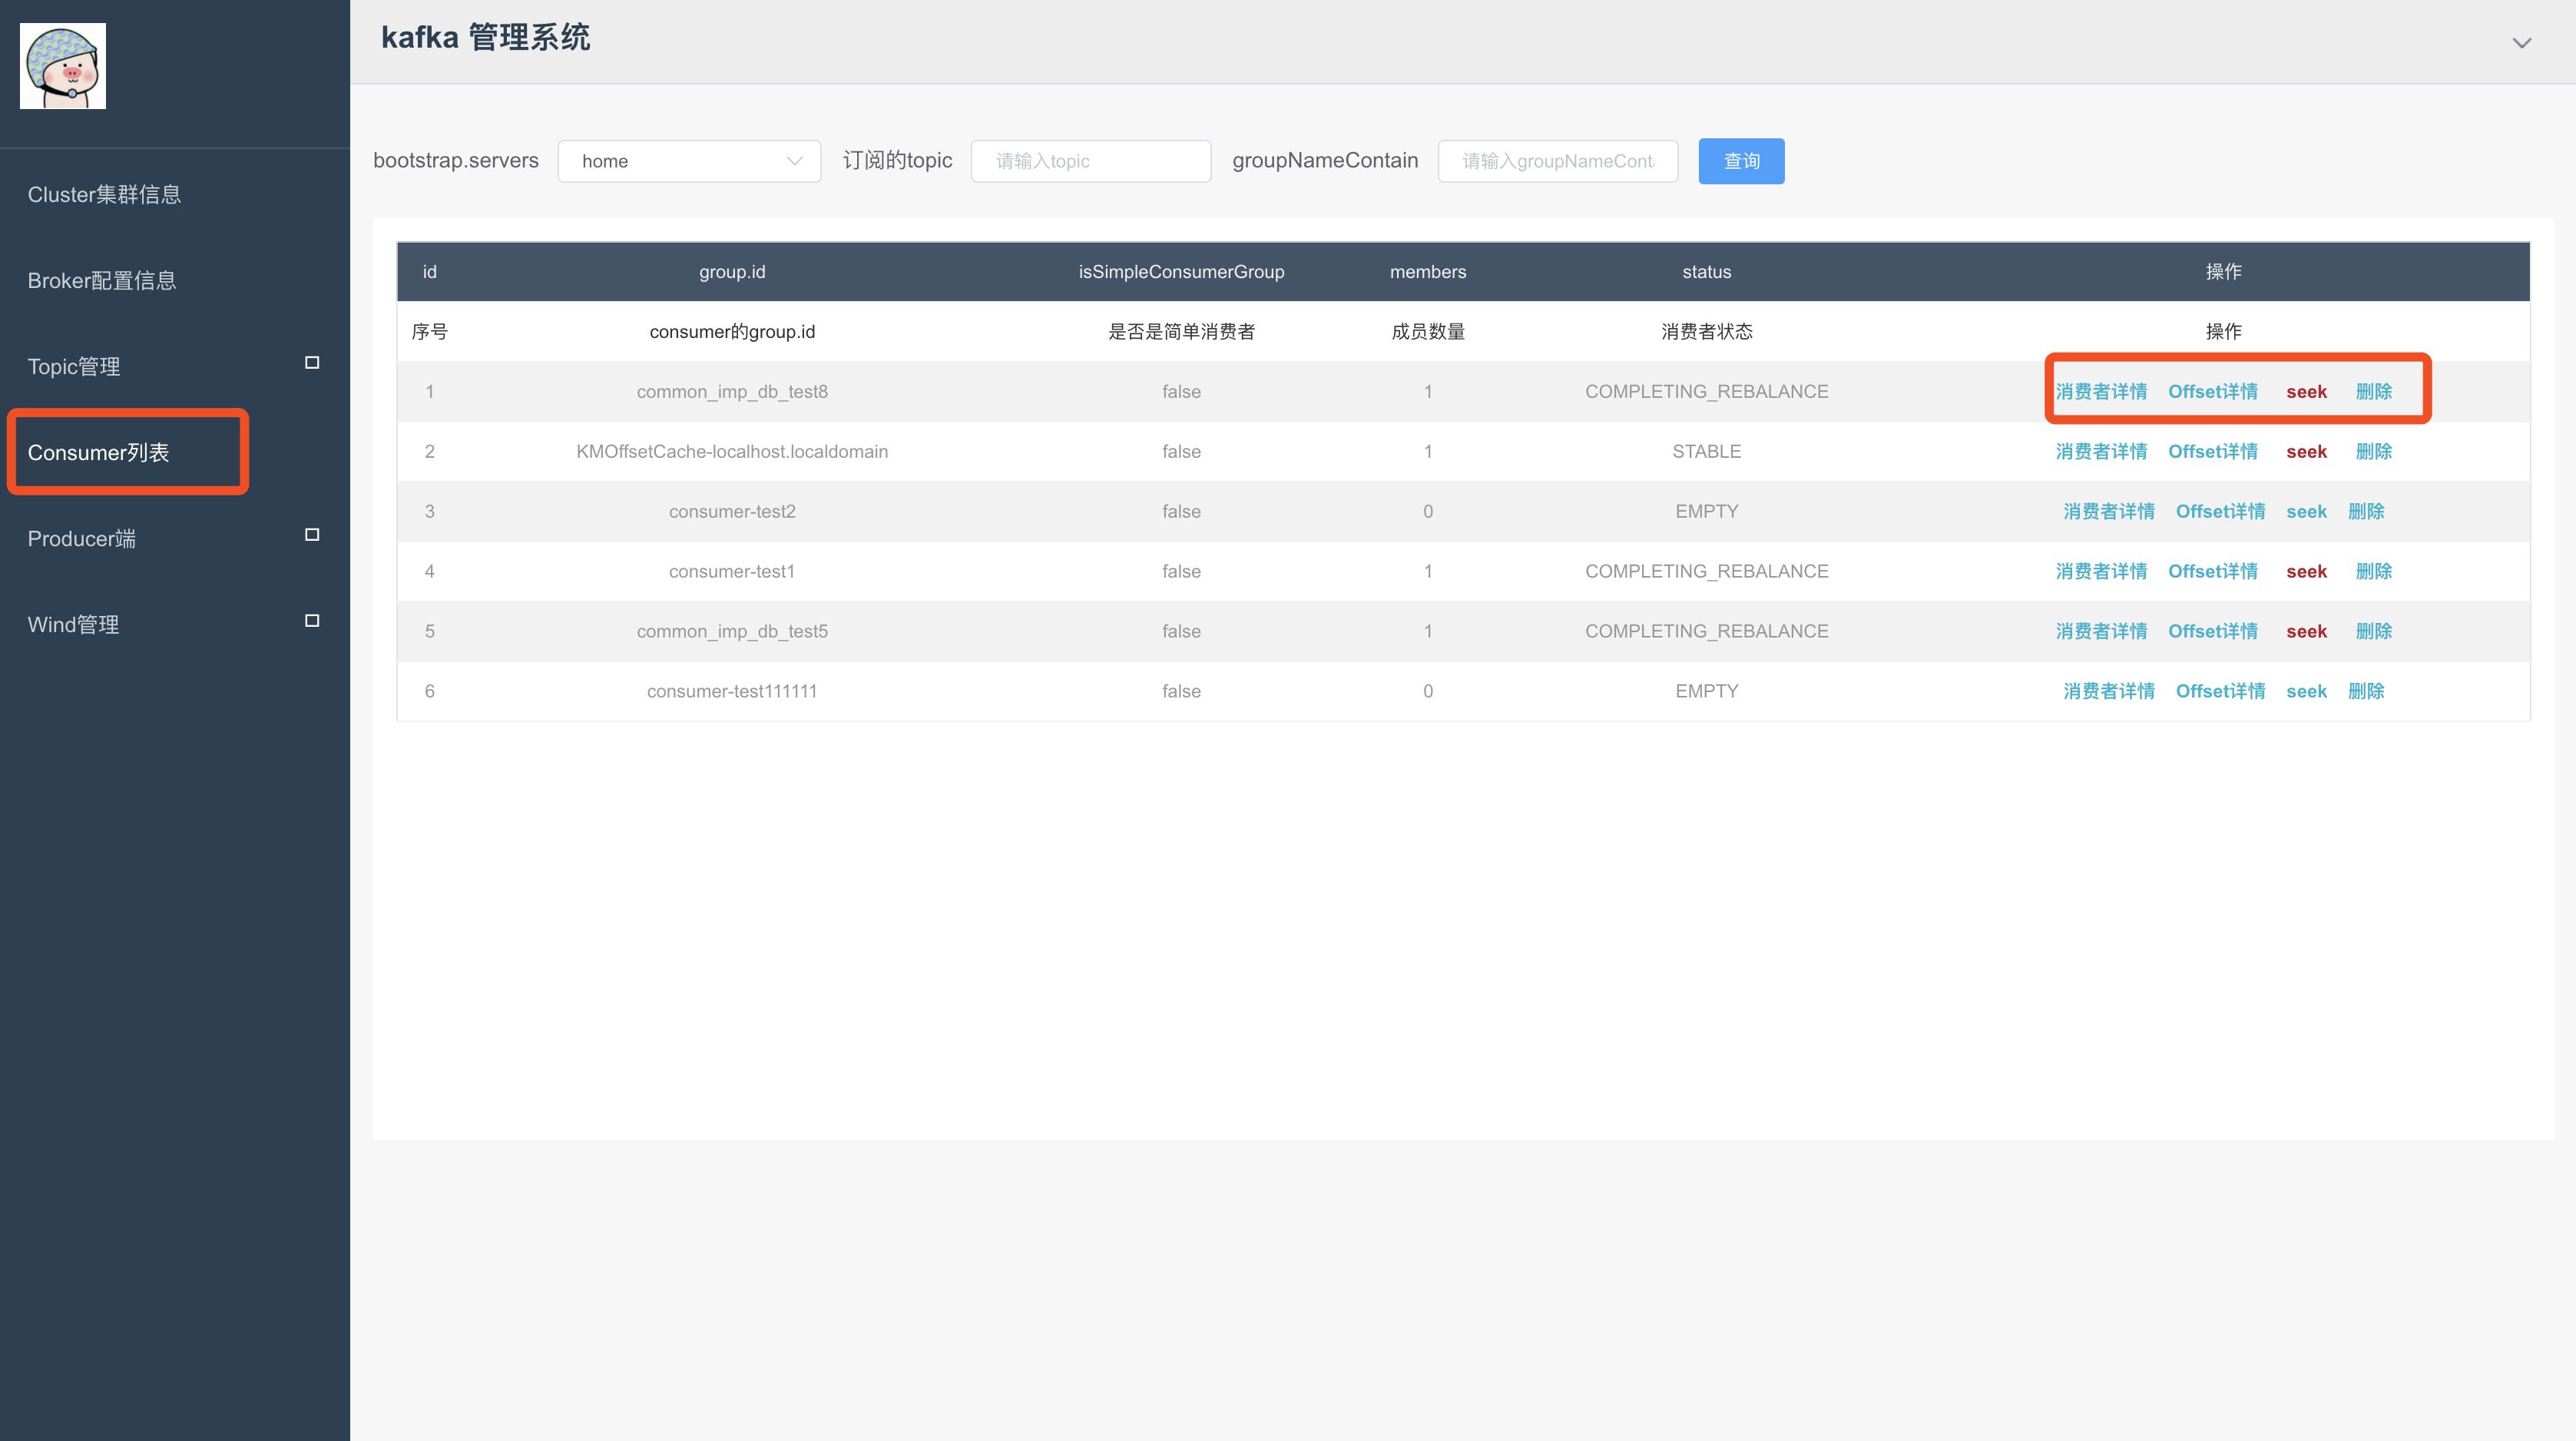 kafka 管理系统
Cluster集群信息
Broker配置信息
Topic管理
Consumer列表
Producer端
Wind管理
bootstrap.servers home 订阅的topic 请输入topic groupNameContain 请输入groupNameCont 查询
id group.id isSimpleConsumerGroup members status 操作
序号 consumer的group.id 是否是简单消费者 成员数量 消费者状态 操作
1 common_imp_db_test8 false 1 COMPLETING_REBALANCE 消费者详情 Offset详情 seek 删除
2 KMOffsetCache-localhost.localdomain false 1 STABLE 消费者详情 Offset详情 seek 删除
3 consumer-test2 false 0 EMPTY 消费者详情 Offset详情 seek 删除
4 consumer-test1 false 1 COMPLETING_REBALANCE 消费者详情 Offset详情 seek 删除
5 common_imp_db_test5 false 1 COMPLETING_REBALANCE 消费者详情 Offset详情 seek 删除
6 consumer-test111111 false 0 EMPTY 消费者详情 Offset详情 seek 删除